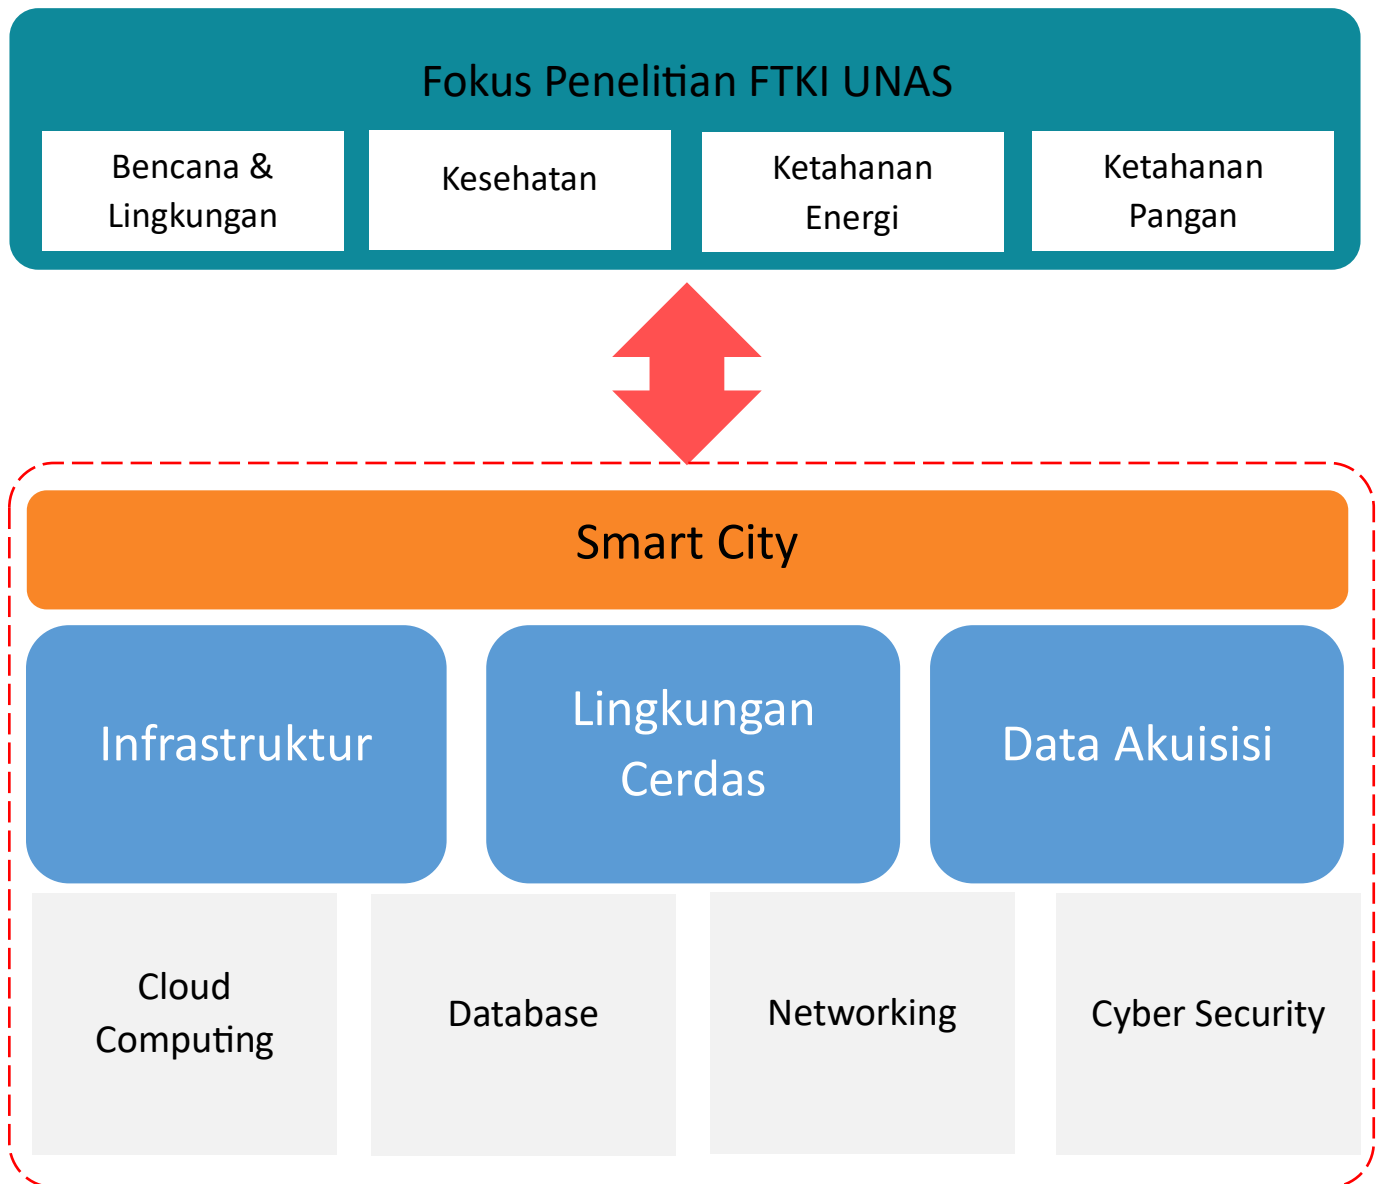 Fokus Penelitian FTKI UNAS
Bencana &
Lingkungan
Kesehatan
Ketahanan
Energi
Ketahanan
Pangan
Smart City
Infrastruktur
Lingkungan
Cerdas
Data Akuisisi
Cloud
Computing
Database
Networking
Cyber Security